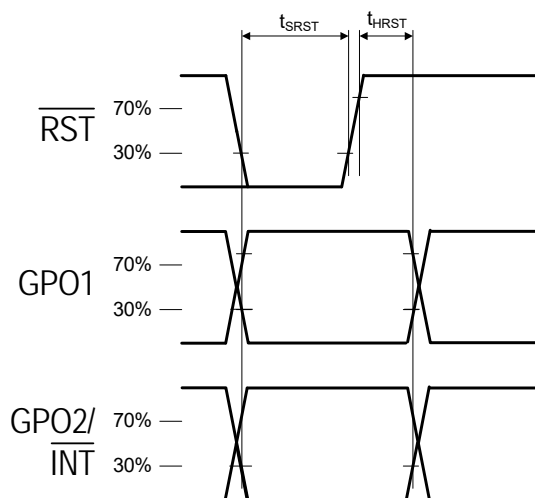 tSRST
tHRST
RST
70%
30%
GPO1
70%
30%
GPO2/
INT
70%
30%